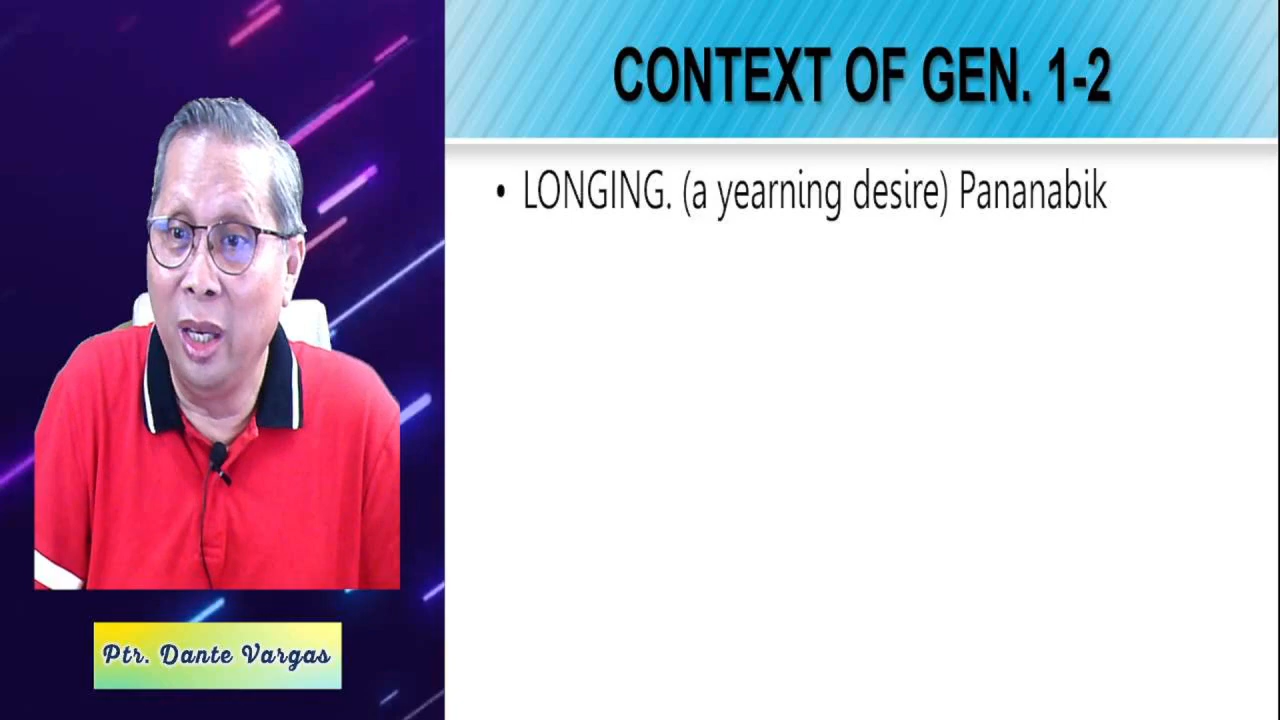 CONTEXT OF GEN. 1-2
• LONGING. (a yearning desire) Pananabik
Ptr. Dante Vargas